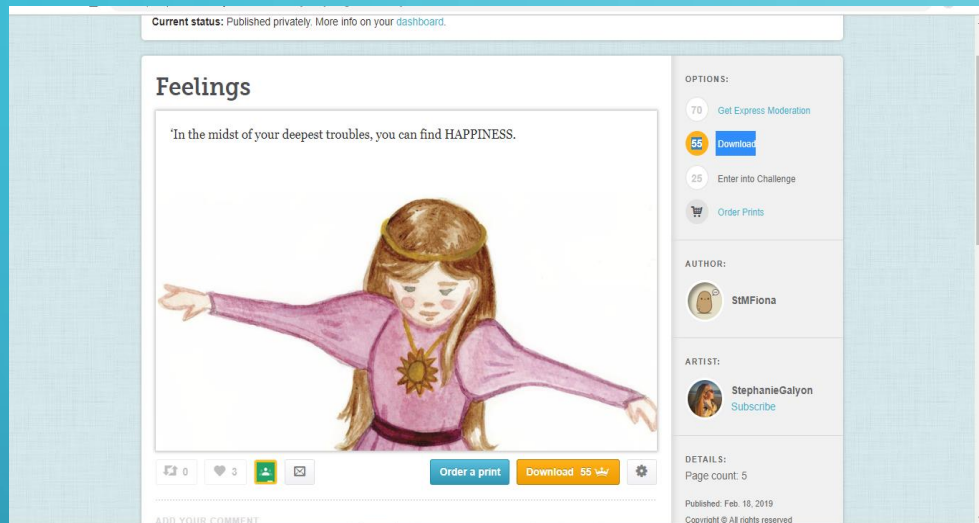 Current status: Published privately. More info on your dashboard.
Feelings
'In the midst of your deepest troubles, you can find HAPPINESS.
0
3
Order a print
Download 55
ADD YOUR COMMENT
OPTIONS:
70 Get Express Moderation
55 Download
25 Enter into Challenge
Order Prints
AUTHOR:
StMFiona
ARTIST:
StephanieGalyon
Subscribe
DETAILS:
Page count: 5
Published: Feb. 18, 2019
Copyright © All rights reserved